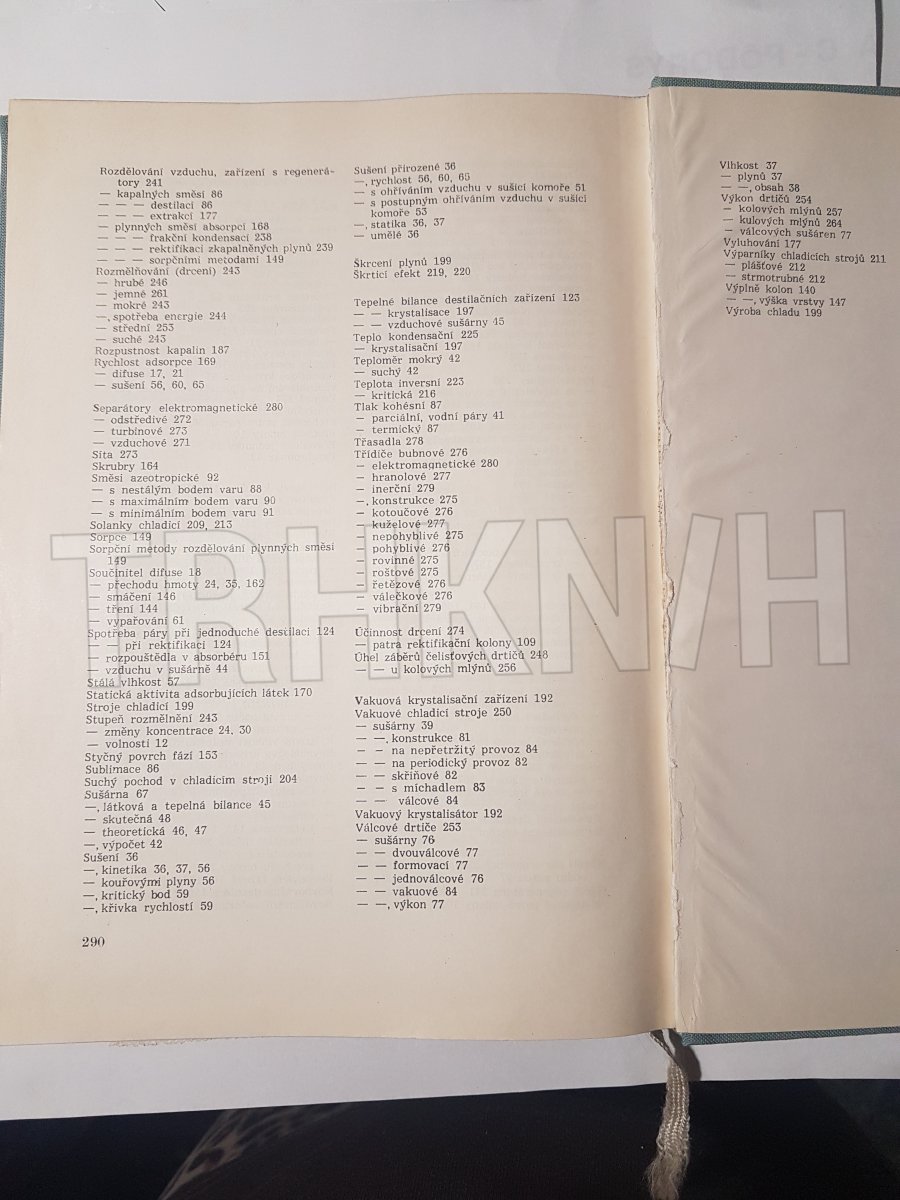 Rozdělování vzduchu, zařízení s regenerá-
tory 241
— kapalných směsí 86
— — — destilací 86
— — — extrakcí 177
— plynných směsí absorpcí 168
— — — frakční kondensací 238
— — — rektifikací zkapalněných plynů 239
— — — sorpčními metodami 149
Rozmělňování (drcení) 243
— hrubé 246
— jemné 261
— mokré 243
—, spotřeba energie 244
— střední 253
— suché 243
Rozpustnost kapalin 187
Rychlost adsorpce 169
— difuse 17, 21
— sušení 56, 60, 65
Separátory elektromagnetické 280
— odstředivé 272
— turbinové 273
— vzduchové 271
Síta 273
Skrubry 164
Směsi azeotropické 92
— s nestálým bodem varu 88
— s maximálním bodem varu 90
— s minimálním bodem varu 91
Solanky chladicí 209, 213
Sorpce 149
Sorpční metody rozdělování plynných směsí
149
Součinitel difuse 18
— přechodu hmoty 24, 35, 162
— smáčení 146
— tření 144
— vypařování 61
Spotřeba páry při jednoduché destilaci 124
— — při rektifikaci 124
— rozpouštědla v absorbéru 151
— vzduchu v sušárně 44
Stálá vlhkost 57
Statická aktivita adsorbujících látek 170
Stroje chladicí 199
Stupeň rozmělnění 243
— změny koncentrace 24, 30
— volnosti 12
Styčný povrch fází 153
Sublimace 86
Suchý pochod v chladicím stroji 204
Sušárna 67
—, látková a tepelná bilance 45
— skutečná 48
— theoretická 46, 47
—, výpočet 42
Sušení 36
—, kinetika 36, 37, 56
— kouřovými plyny 56
—, kritický bod 59
—, křivka rychlostí 59
290
Sušení přirozené 36
—, rychlost 56, 60, 65
— s ohříváním vzduchu v sušicí komoře 51
— s postupným ohříváním vzduchu v sušicí
komoře 53
—, statika 36, 37
— umělé 36
Škrcení plynů 199
Škrticí efekt 219, 220
Tepelné bilance destilačních zařízení 123
— — krystalisace 197
— — vzduchové sušárny 45
Teplo kondensační 225
— krystalisační 197
Teploměr mokrý 42
— suchý 42
Teplota inversní 223
— kritická 216
Tlak kohésní 87
— parciální, vodní páry 41
— termický 87
Třasadla 278
Třídiče bubnové 276
— elektromagnetické 280
— hranolové 277
— inerční 279
—, konstrukce 275
— kotoučové 276
— kuželové 277
— nepohyblivé 275
— pohyblivé 276
— rovinné 275
— roštové 275
— řetězové 276
— válečkové 276
— vibrační 279
Účinnost drcení 274
— patra rektifikační kolony 109
Úhel záběrů čelisťových drtičů 248
— — u kolových mlýnů 256
Vakuová krystalisační zařízení 192
Vakuové chladicí stroje 250
— sušárny 39
— —, konstrukce 81
— — na nepřetržitý provoz 84
— — na periodický provoz 82
— — skříňové 82
— — s míchadlem 83
— — válcové 84
Vakuový krystalisátor 192
Válcové drtiče 253
— sušárny 76
— — dvouválcové 77
— — formovací 77
— — jednoválcové 76
— — vakuové 84
— —, výkon 77
Vlhkost 37
— plynů 37
— —, obsah 38
Výkon drtičů 254
— kolových mlýnů 257
— kulových mlýnů 264
— válcových sušáren 77
Vyluhování 177
Výparníky chladicích strojů 211
— plášťové 212
— strmotrubné 212
Výplně kolon 140
— —, výška vrstvy 147
Výroba chladu 199
TRHKNIH